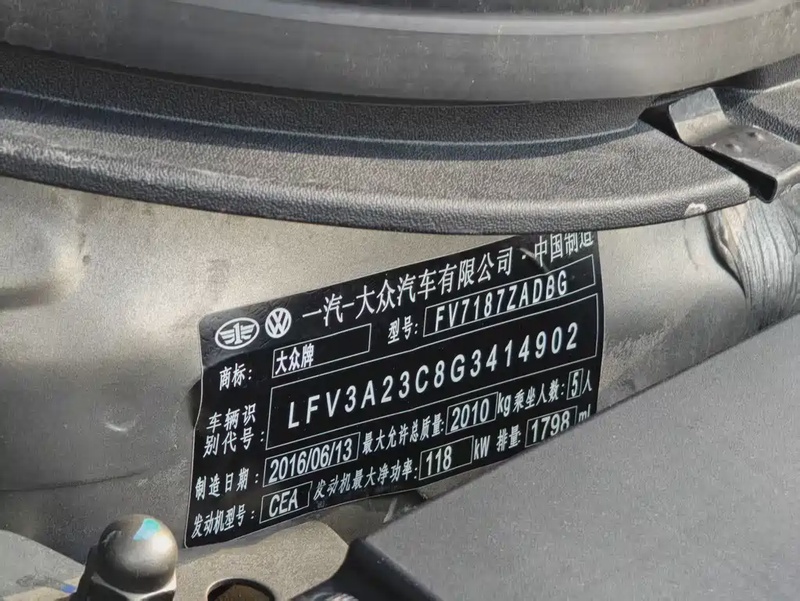 一汽-大众汽车有限公司·中国制造
商标: 大众牌 型号: FV7187ZADBG
车辆识别代号: LFV3A23C8G3414902
制造日期: 2016/06/13 最大允许总质量: 2010 kg 乘坐人数: 5 人
发动机型号: CEA 发动机最大净功率: 118 kW 排量: 1798 ml